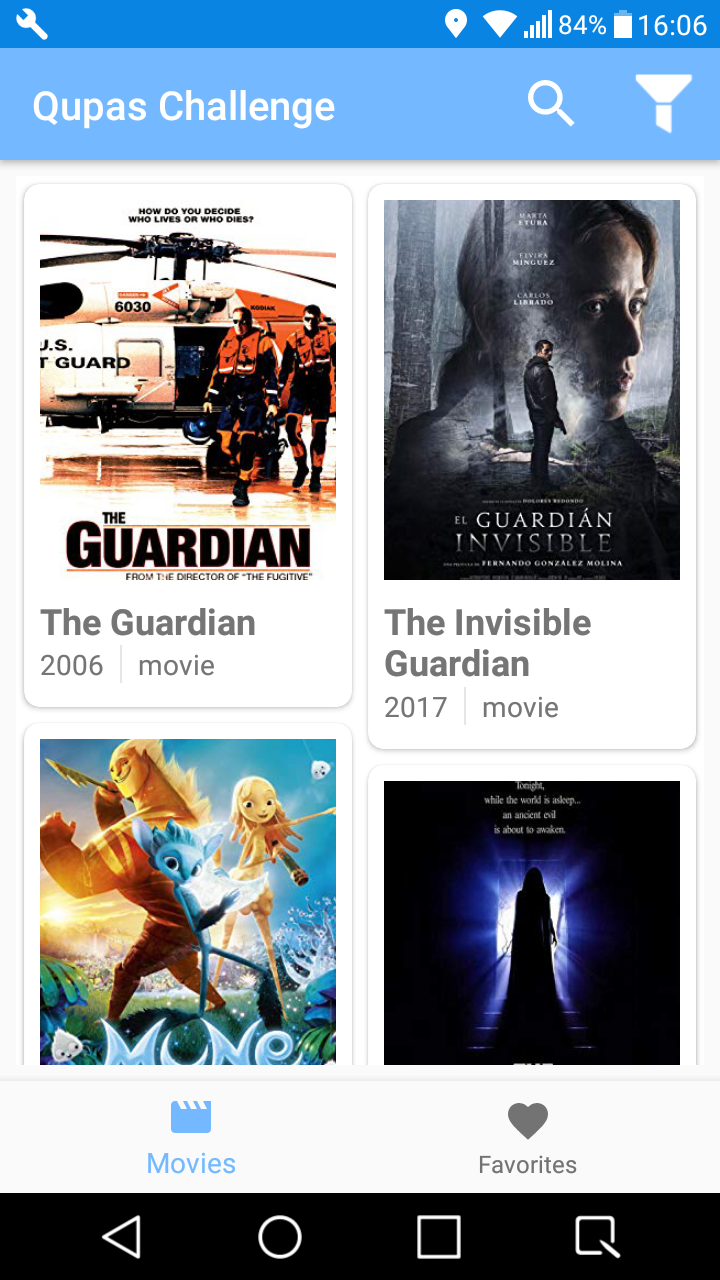 84% 16:06
Qupas Challenge
HOW DO YOU DECIDE
WHO LIVES OR WHO DIES?
6030
KODIAK
U.S.
T GUARD
THE
GUARDIAN
FROM THE DIRECTOR OF "THE FUGITIVE"
The Guardian
2006 movie
MARTA
ETURA
ELVIRA
MINGUEZ
CARLOS
LIBRADO
DOLORES REDONDO
EL GUARDIÁN
INVISIBLE
FERNANDO GONZÁLEZ MOLINA
The Invisible
Guardian
2017 movie
MUNE
Tonight,
while the world is asleep...
an ancient evil
is about to awaken.
Movies
Favorites